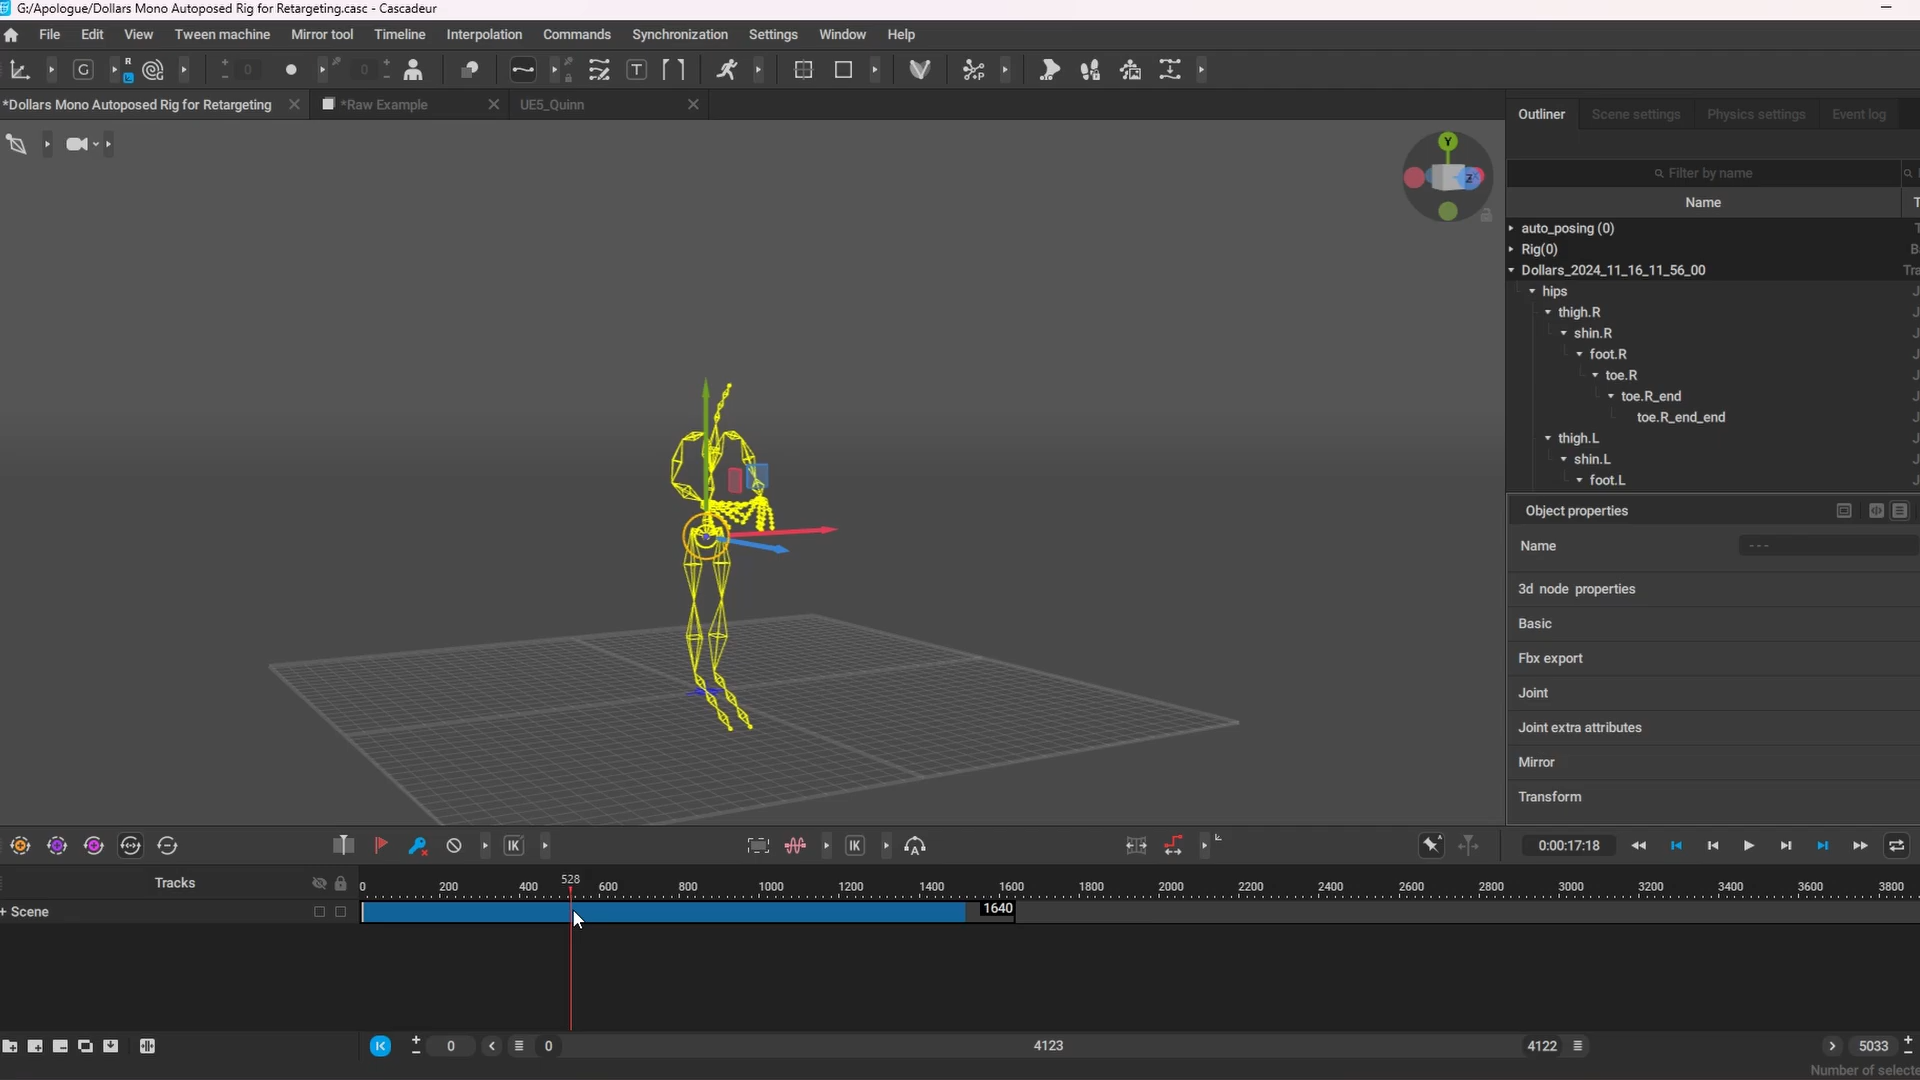 G:/Apologue/Dollars Mono Autoposed Rig for Retargeting.casc - Cascadeur
File Edit View Tween machine Mirror tool Timeline Interpolation Commands Synchronization Settings Window Help
G R L 0 0 T P
*Dollars Mono Autoposed Rig for Retargeting *Raw Example UE5_Quinn
Outliner Scene settings Physics settings Event log
Y
Z
Filter by name
Name T
auto_posing (0) T
Rig(0) B
Dollars_2024_11_16_11_56_00 Tra
hips J
thigh.R J
shin.R J
foot.R J
toe.R J
toe.R_end J
toe.R_end_end J
thigh.L J
shin.L J
foot.L J
Object properties
Name ---
3d node properties
Basic
Fbx export
Joint
Joint extra attributes
Mirror
Transform
IK IK A 0:00:17:18
Tracks 0 200 400 528 600 800 1000 1200 1400 1600 1800 2000 2200 2400 2600 2800 3000 3200 3400 3600 3800
+ Scene 1640
0 0 4123 4122 5033
Number of selecte